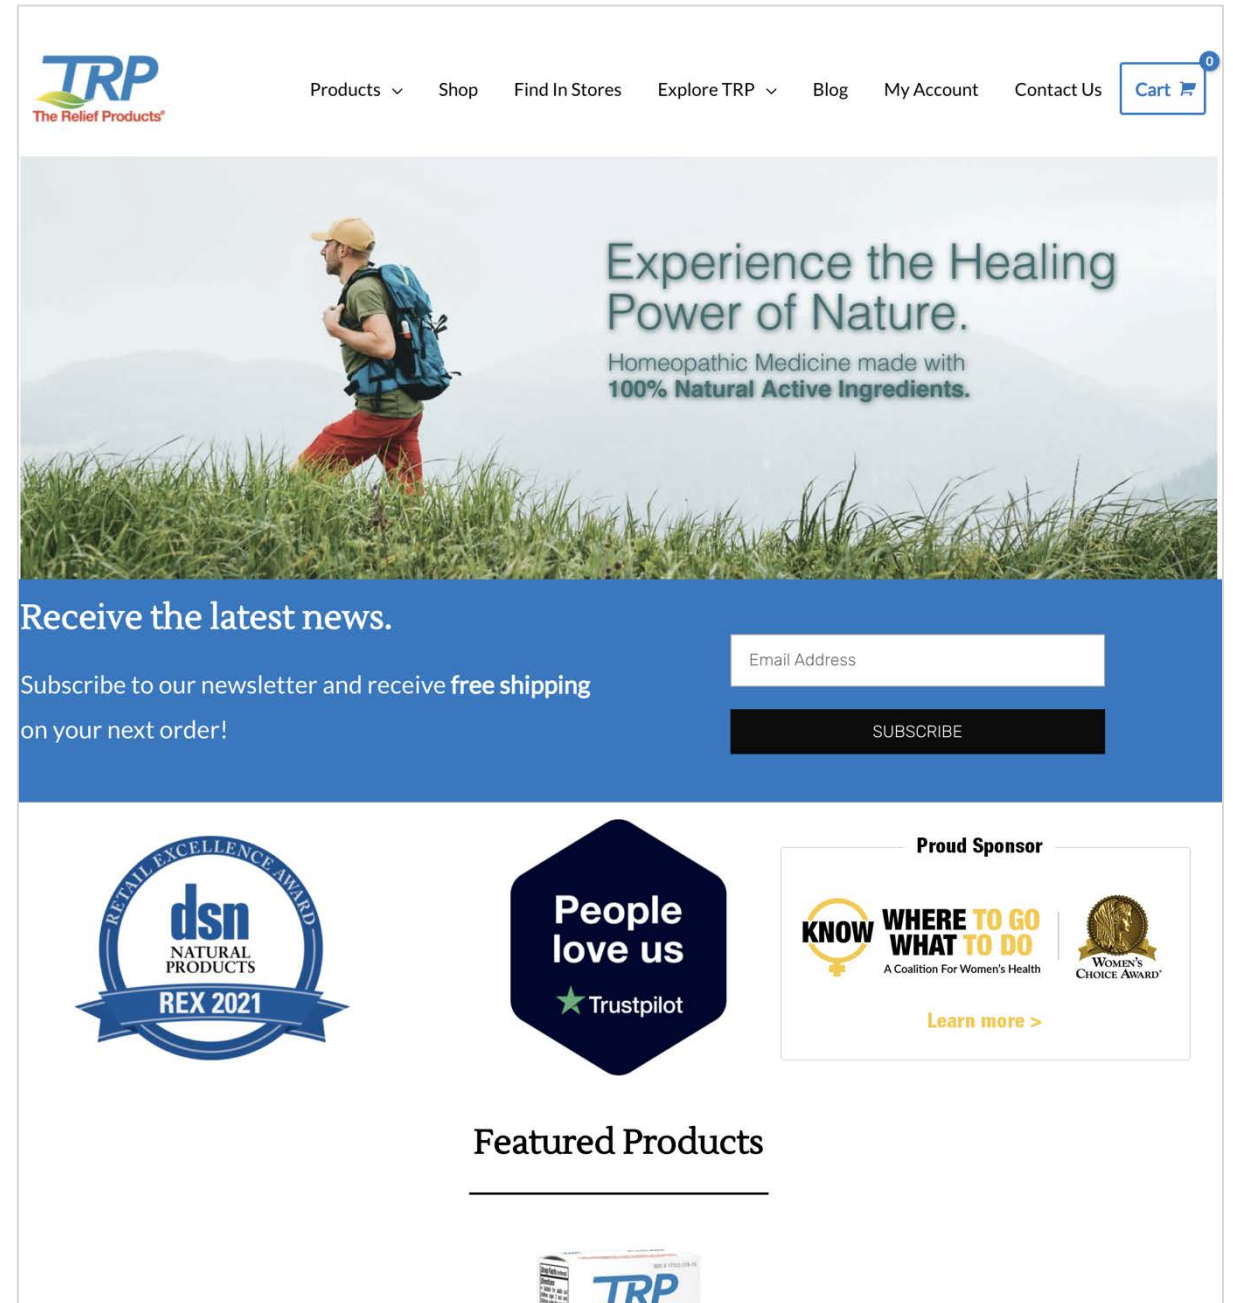 TRP
The Relief Products®
Products
Shop
Find In Stores
Explore TRP
Blog
My Account
Contact Us
Cart
0
Experience the Healing
Power of Nature.
Homeopathic Medicine made with
100% Natural Active Ingredients.
Receive the latest news.
Subscribe to our newsletter and receive free shipping
on your next order!
Email Address
SUBSCRIBE
RETAIL EXCELLENCE AWARD
dsn
NATURAL
PRODUCTS
REX 2021
People
love us
Trustpilot
Proud Sponsor
KNOW WHERE TO GO
WHAT TO DO
A Coalition For Women's Health
WOMEN'S
CHOICE AWARD®
Learn more >
Featured Products
TRP